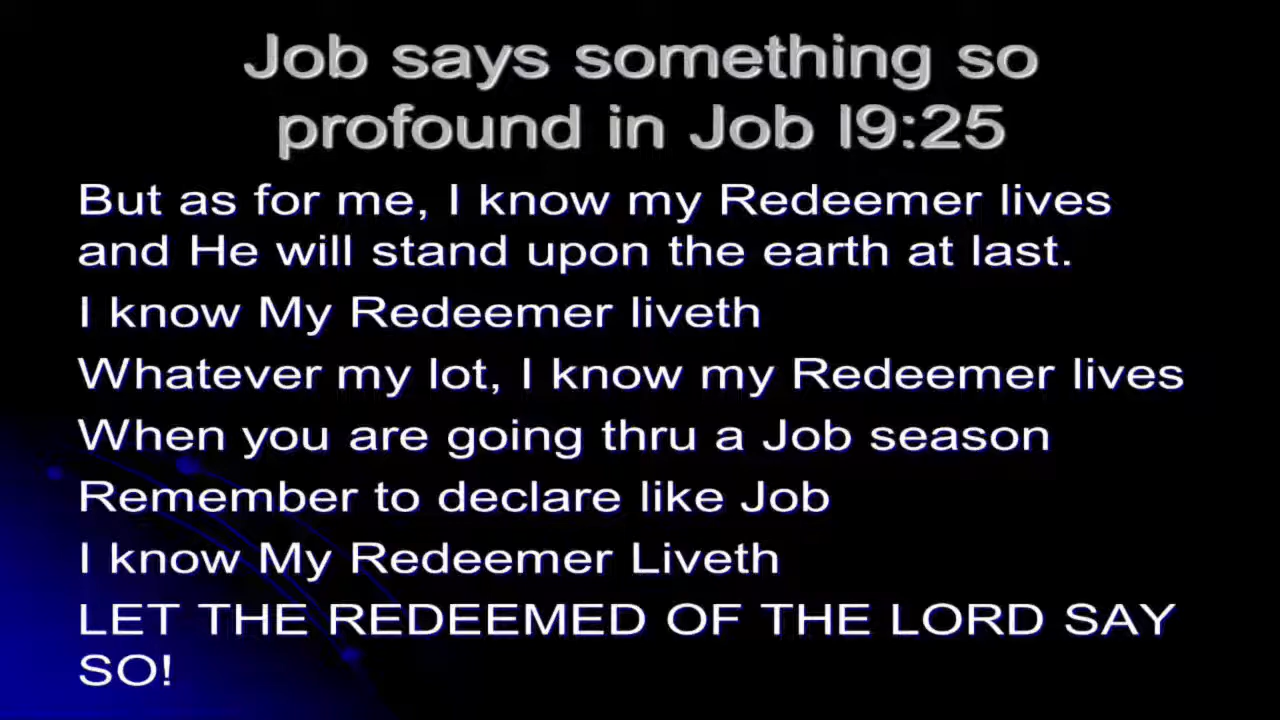 Job says something so
profound in Job l9:25
But as for me, I know my Redeemer lives
and He will stand upon the earth at last.
I know My Redeemer liveth
Whatever my lot, I know my Redeemer lives
When you are going thru a Job season
Remember to declare like Job
I know My Redeemer Liveth
LET THE REDEEMED OF THE LORD SAY
SO!